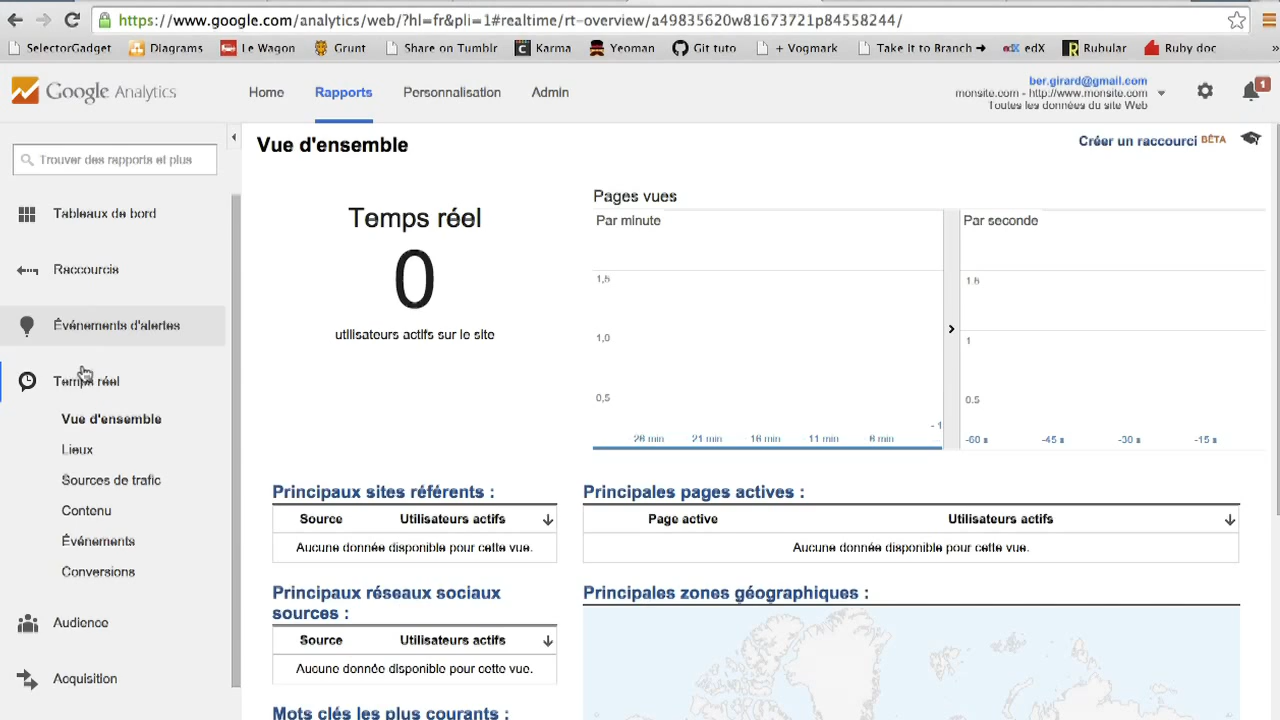 https://www.google.com/analytics/web/?hl=fr&pli=1#realtime/rt-overview/a49835620w81673721p84558244/
SelectorGadget Diagrams Le Wagon Grunt Share on Tumblr Karma Yeoman Git tuto + Vogmark Take It to Branch → edX edX Rubular Ruby doc »
Google Analytics
Home Rapports Personnalisation Admin
ber.girard@gmail.com
monsite.com - http://www.monsite.com
Toutes les données du site Web
1
Trouver des rapports et plus
Tableaux de bord
Raccourcis
Événements d'alertes
Temps réel
Vue d'ensemble
Lieux
Sources de trafic
Contenu
Événements
Conversions
Audience
Acquisition
Vue d'ensemble
Créer un raccourci BÊTA
Temps réel
0
utilisateurs actifs sur le site
Pages vues
Par minute
1,5
1,0
0,5
26 min 21 min 16 min 11 min 6 min - 1
Par seconde
1.5
1
0.5
-60 s -45 s -30 s -15 s
Principaux sites référents :
Source Utilisateurs actifs
Aucune donnée disponible pour cette vue.
Principales pages actives :
Page active Utilisateurs actifs
Aucune donnée disponible pour cette vue.
Principaux réseaux sociaux
sources :
Source Utilisateurs actifs
Aucune donnée disponible pour cette vue.
Principales zones géographiques :
Mots clés les plus courants :